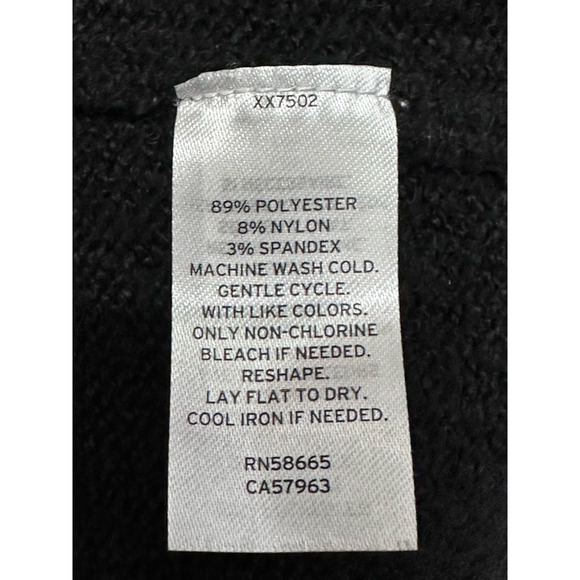 XX7502
89% POLYESTER
8% NYLON
3% SPANDEX
MACHINE WASH COLD.
GENTLE CYCLE.
WITH LIKE COLORS.
ONLY NON-CHLORINE
BLEACH IF NEEDED.
RESHAPE.
LAY FLAT TO DRY.
COOL IRON IF NEEDED.
RN58665
CA57963